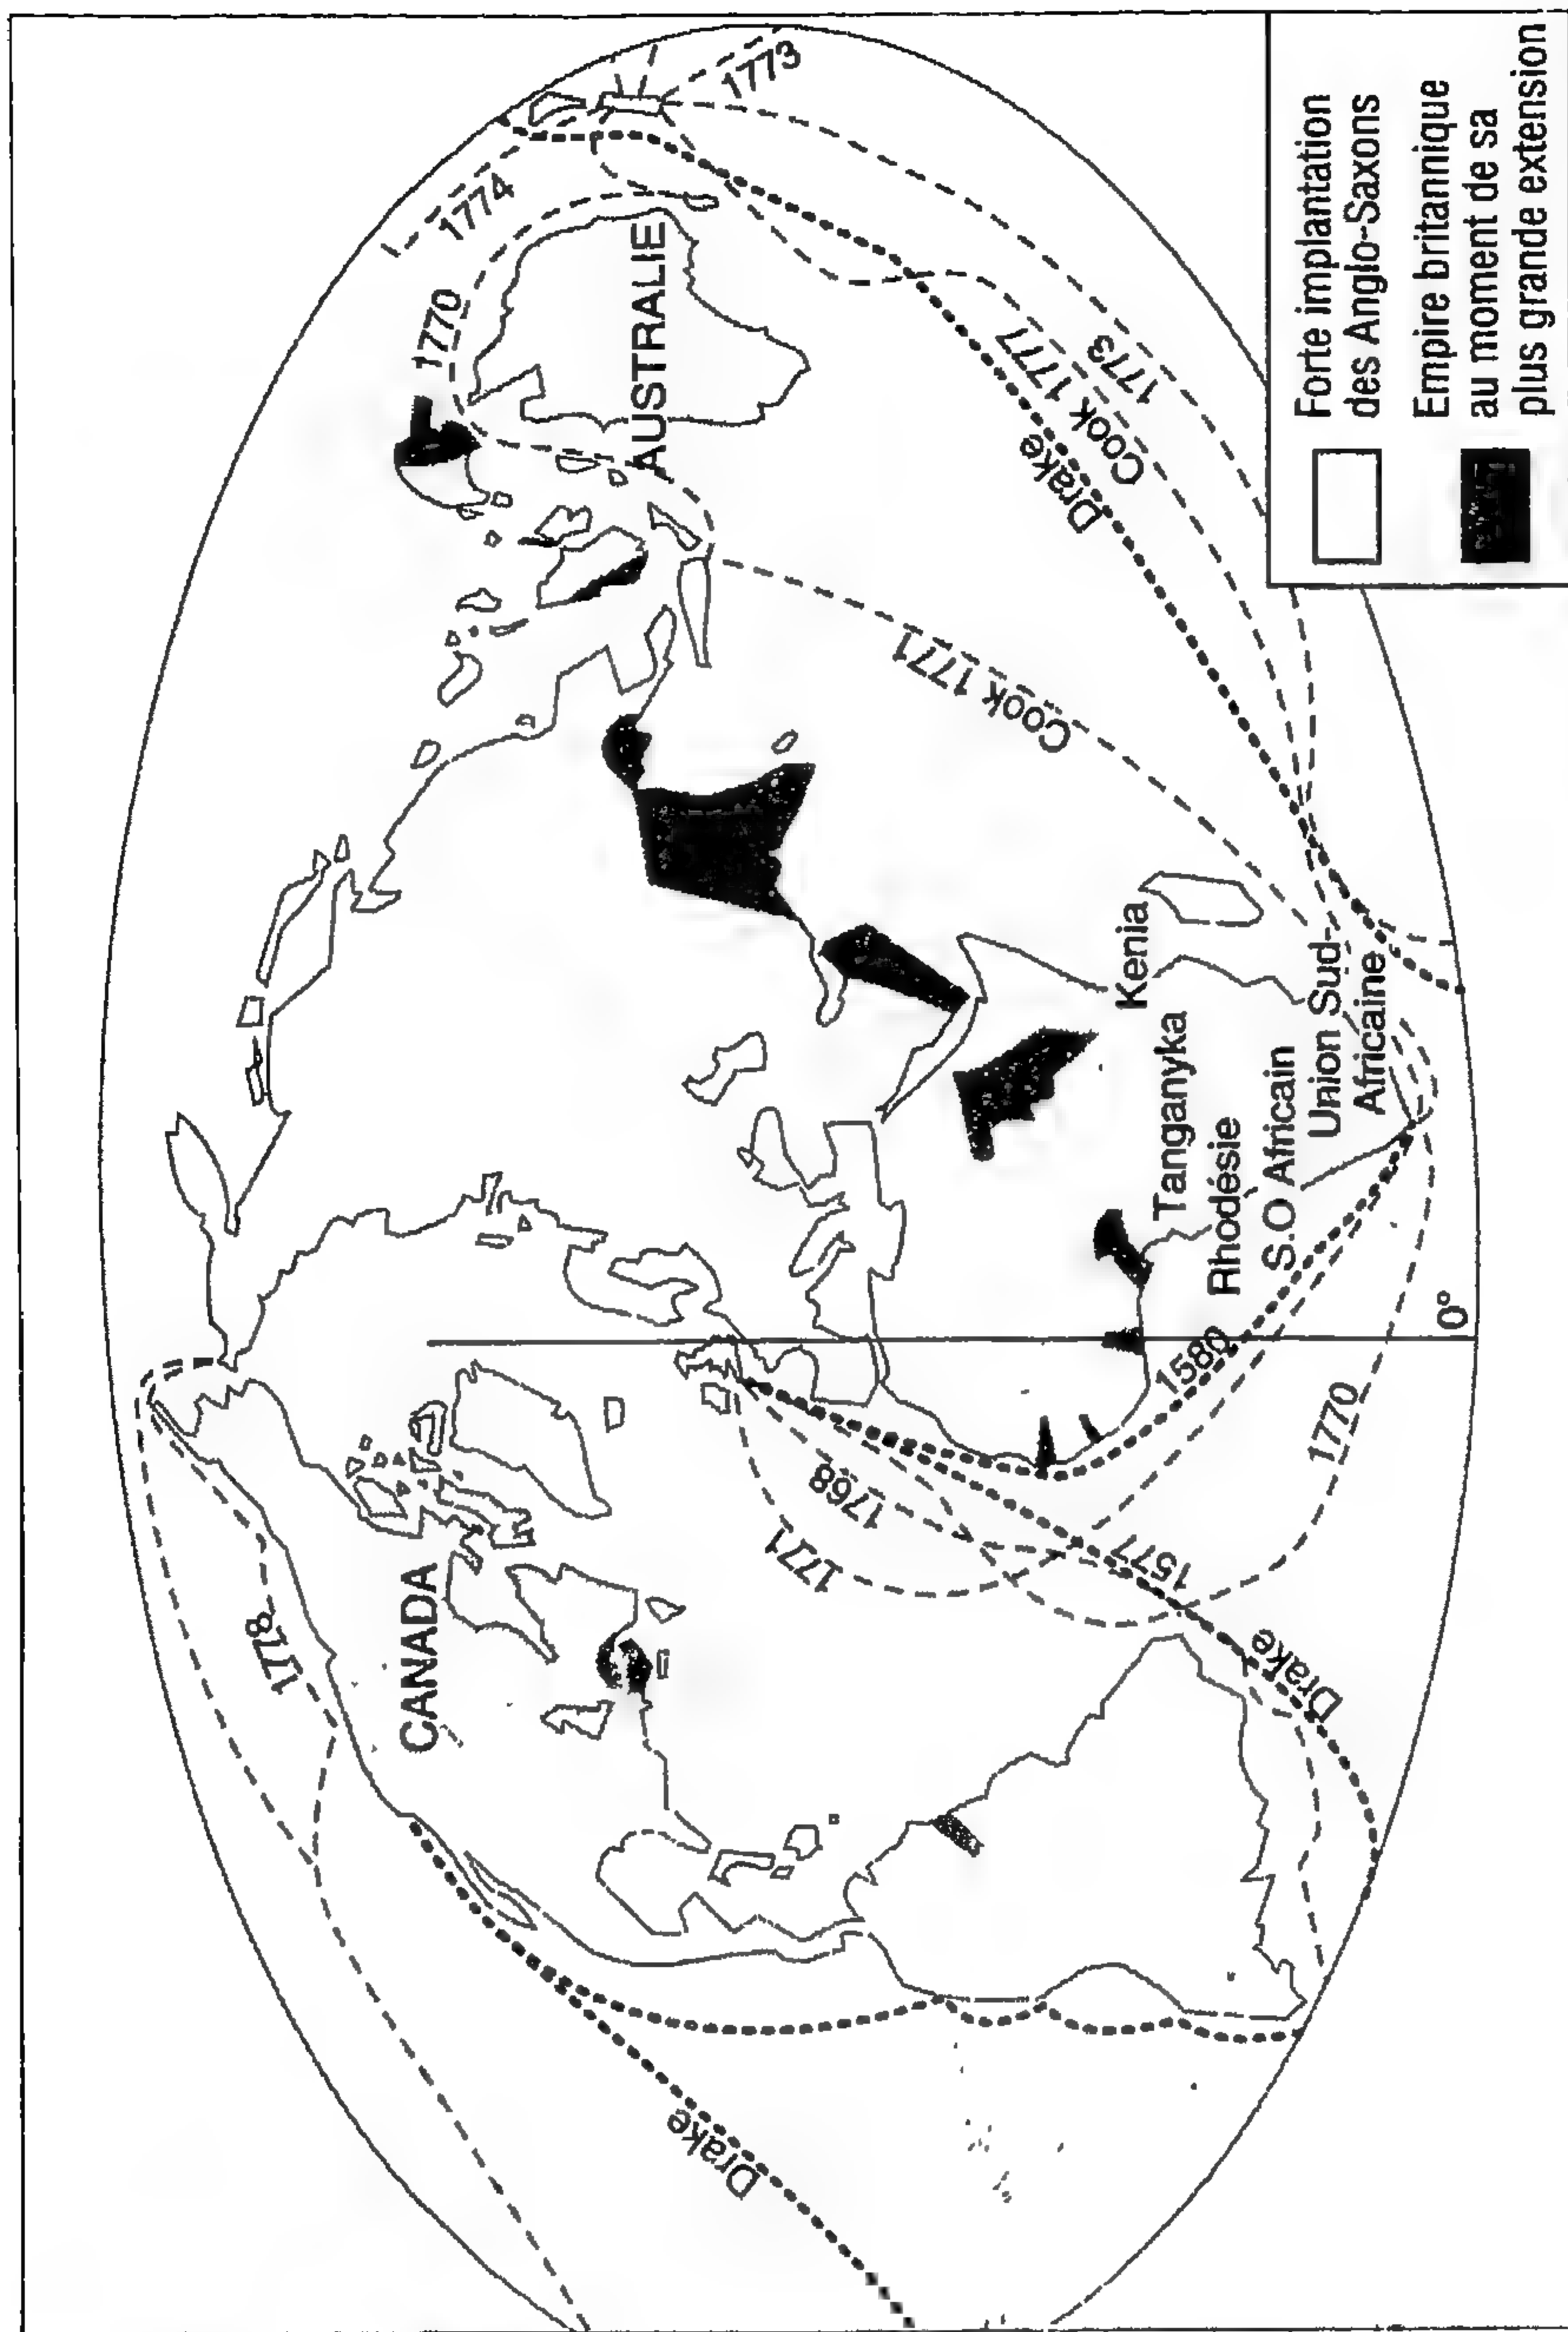 1778
CANADA
Drake
1771
1768
1577
Drake
1580
1770
0°
Tanganyka
Kenia
Rhodésie
S.O Africain
Union Sud-
Africaine
Cook 1771
Drake
Cook 1777
1773
AUSTRALIE
1770
1774
1773
Forte implantation
des Anglo-Saxons
Empire britannique
au moment de sa
plus grande extension